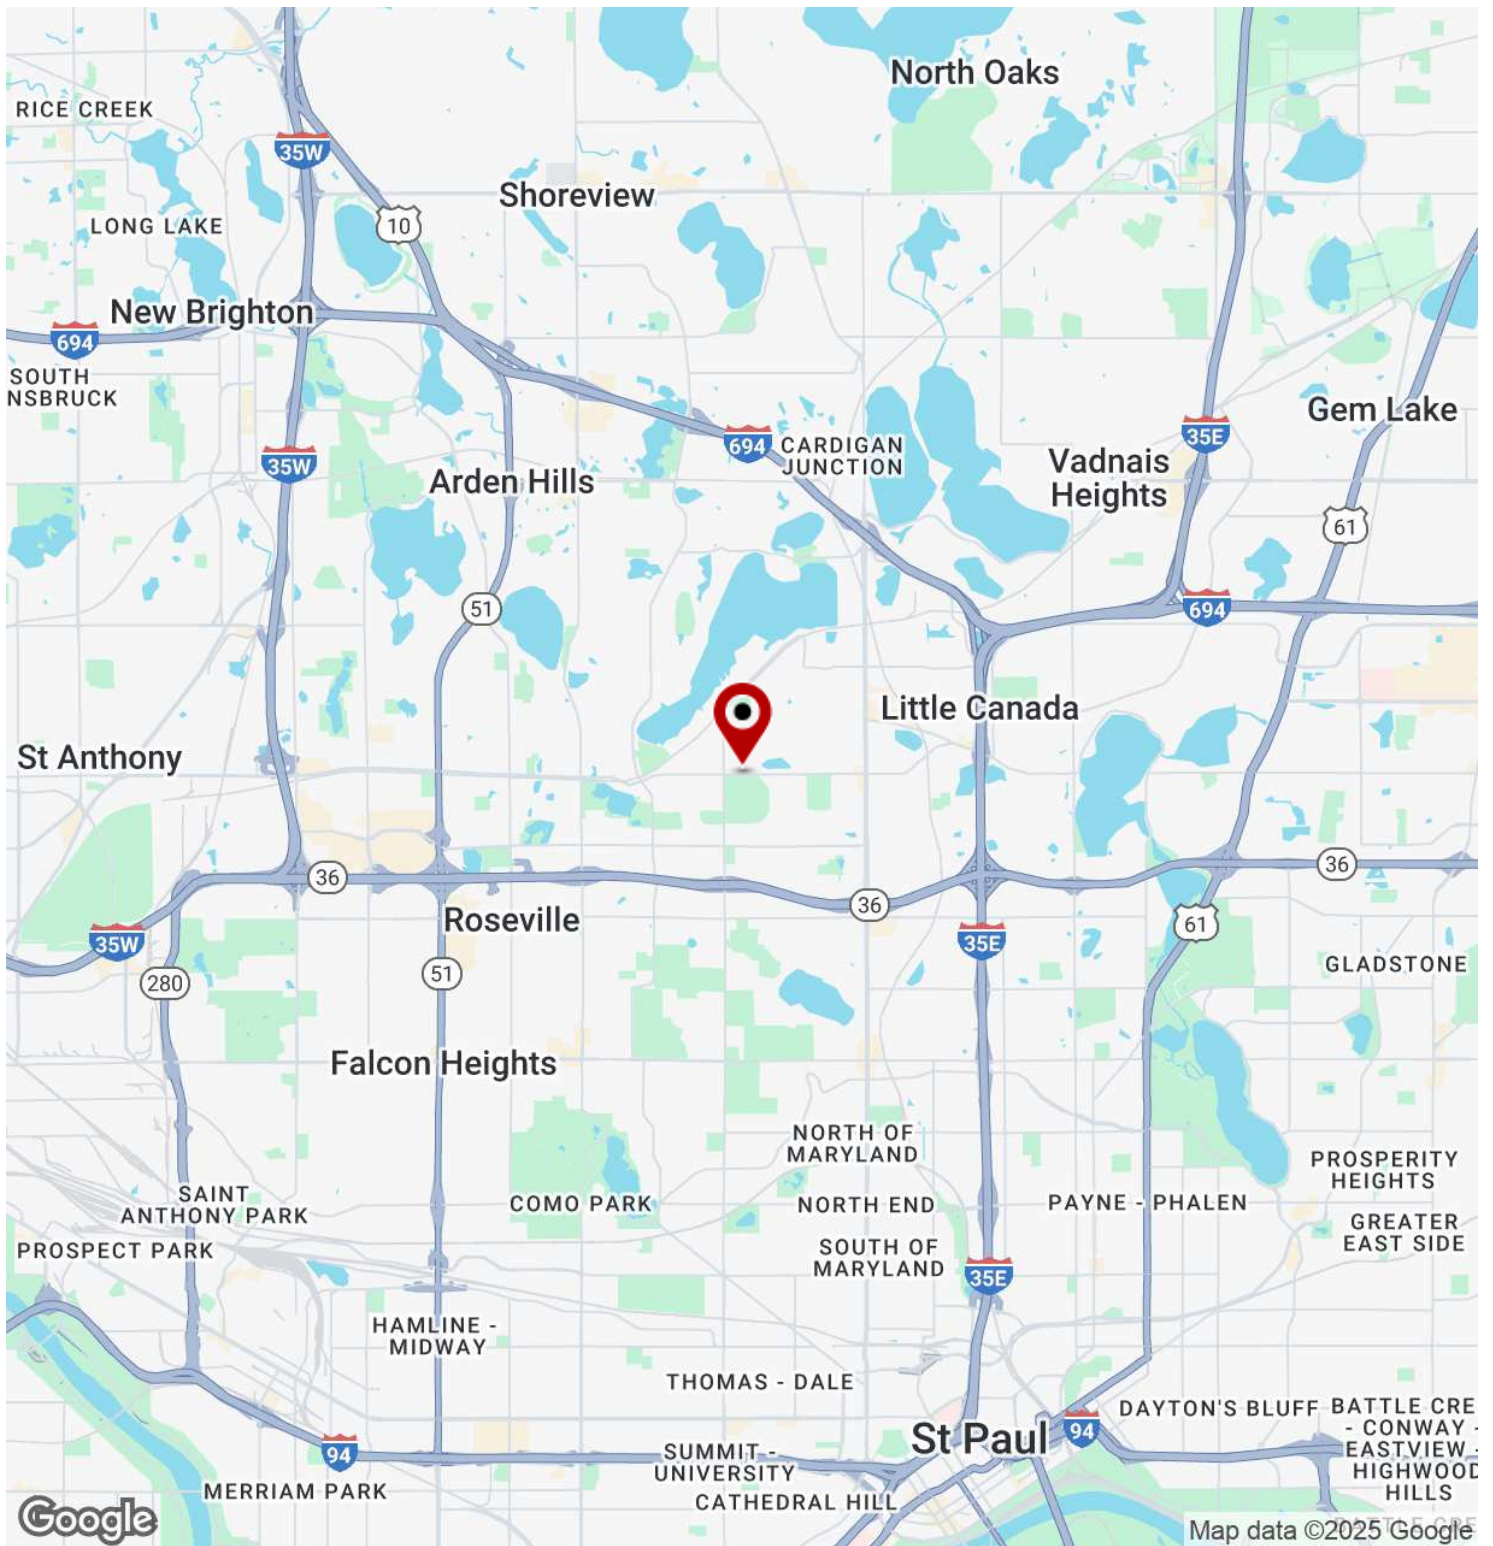 North Oaks
RICE CREEK
35W
Shoreview
10
LONG LAKE
New Brighton
694
SOUTH
NSBRUCK
Gem Lake
35E
694
CARDIGAN
JUNCTION
35W
Arden Hills
Vadnais
Heights
61
51
694
Little Canada
St Anthony
36
36
36
Roseville
61
35W
35E
51
280
GLADSTONE
Falcon Heights
NORTH OF
MARYLAND
PROSPERITY
HEIGHTS
SAINT
ANTHONY PARK
COMO PARK
NORTH END
PAYNE - PHALEN
GREATER
EAST SIDE
PROSPECT PARK
SOUTH OF
MARYLAND
35E
HAMLINE -
MIDWAY
THOMAS - DALE
DAYTON'S BLUFF
BATTLE CRE
- CONWAY -
EASTVIEW -
HIGHWOOD
HILLS
St Paul
94
94
SUMMIT -
UNIVERSITY
MERRIAM PARK
CATHEDRAL HILL
Google
Map data ©2025 Google